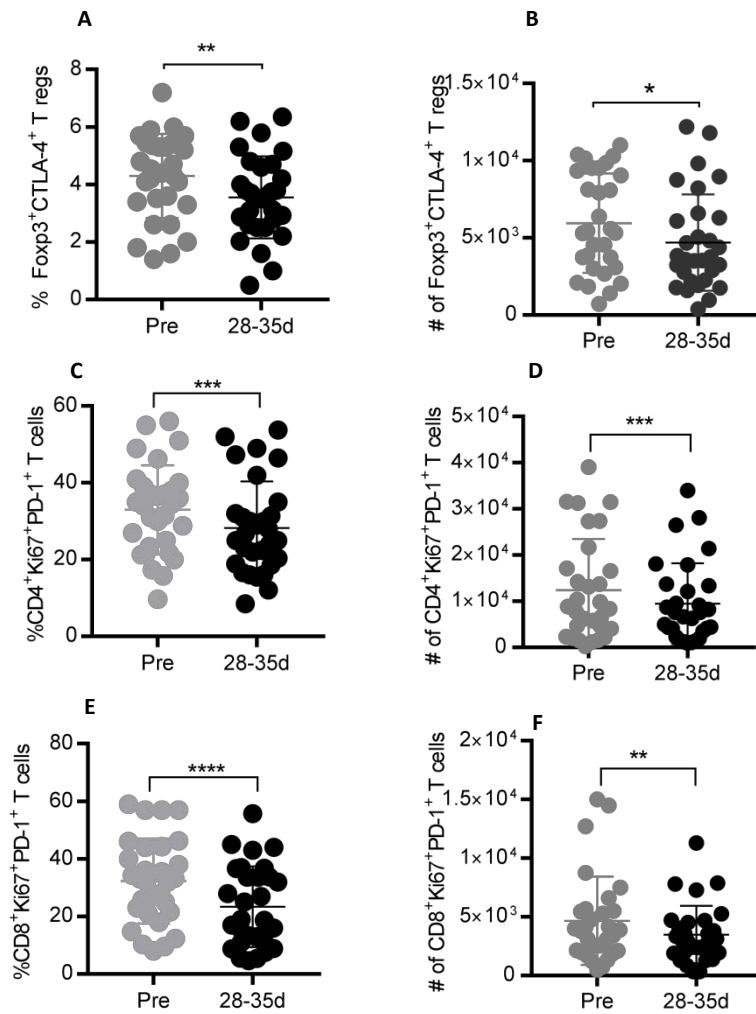 A
**
% Foxp3⁺CTLA-4⁺ T regs
8
6
4
2
0
Pre 28-35d
B
*
# of Foxp3⁺CTLA-4⁺ T regs
1.5×10⁴
1×10⁴
5×10³
0
Pre 28-35d
C
***
%CD4⁺Ki67⁺PD-1⁺ T cells
60
40
20
0
Pre 28-35d
D
***
# of CD4⁺Ki67⁺PD-1⁺ T cells
5×10⁴
4×10⁴
3×10⁴
2×10⁴
1×10⁴
0
Pre 28-35d
E
****
%CD8⁺Ki67⁺PD-1⁺ T cells
80
60
40
20
0
Pre 28-35d
F
**
# of CD8⁺Ki67⁺PD-1⁺ T cells
2×10⁴
1.5×10⁴
1×10⁴
5×10³
0
Pre 28-35d